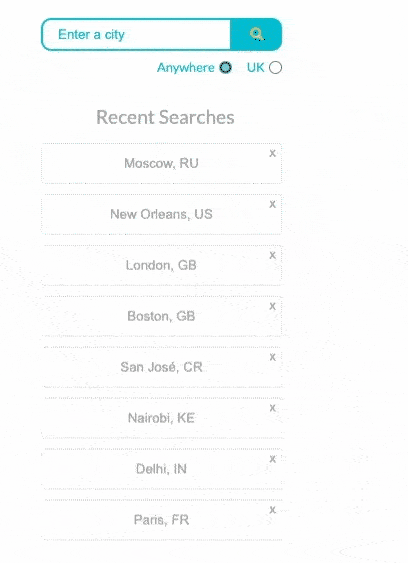 Enter a city
Anywhere UK
Recent Searches
x
Moscow, RU
x
New Orleans, US
x
London, GB
x
Boston, GB
x
San José, CR
x
Nairobi, KE
x
Delhi, IN
x
Paris, FR